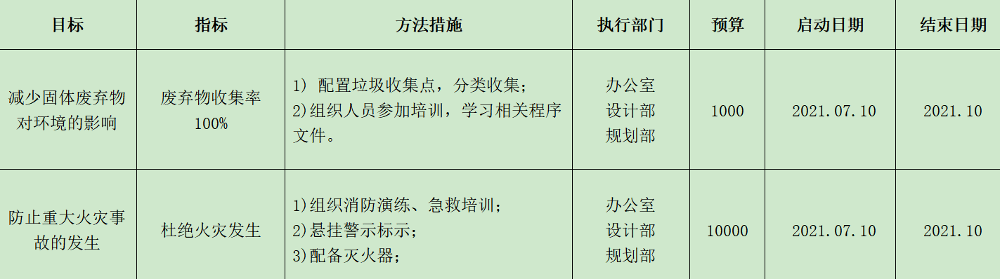 目标 指标 方法措施 执行部门 预算 启动日期 结束日期
减少固体废弃物
对环境的影响
废弃物收集率
100%
1) 配置垃圾收集点，分类收集；
2)组织人员参加培训，学习相关程序
文件。
办公室
设计部
规划部
1000
2021.07.10
2021.10
防止重大火灾事
故的发生
杜绝火灾发生
1)组织消防演练、急救培训；
2)悬挂警示标示；
3)配备灭火器；
办公室
设计部
规划部
10000
2021.07.10
2021.10